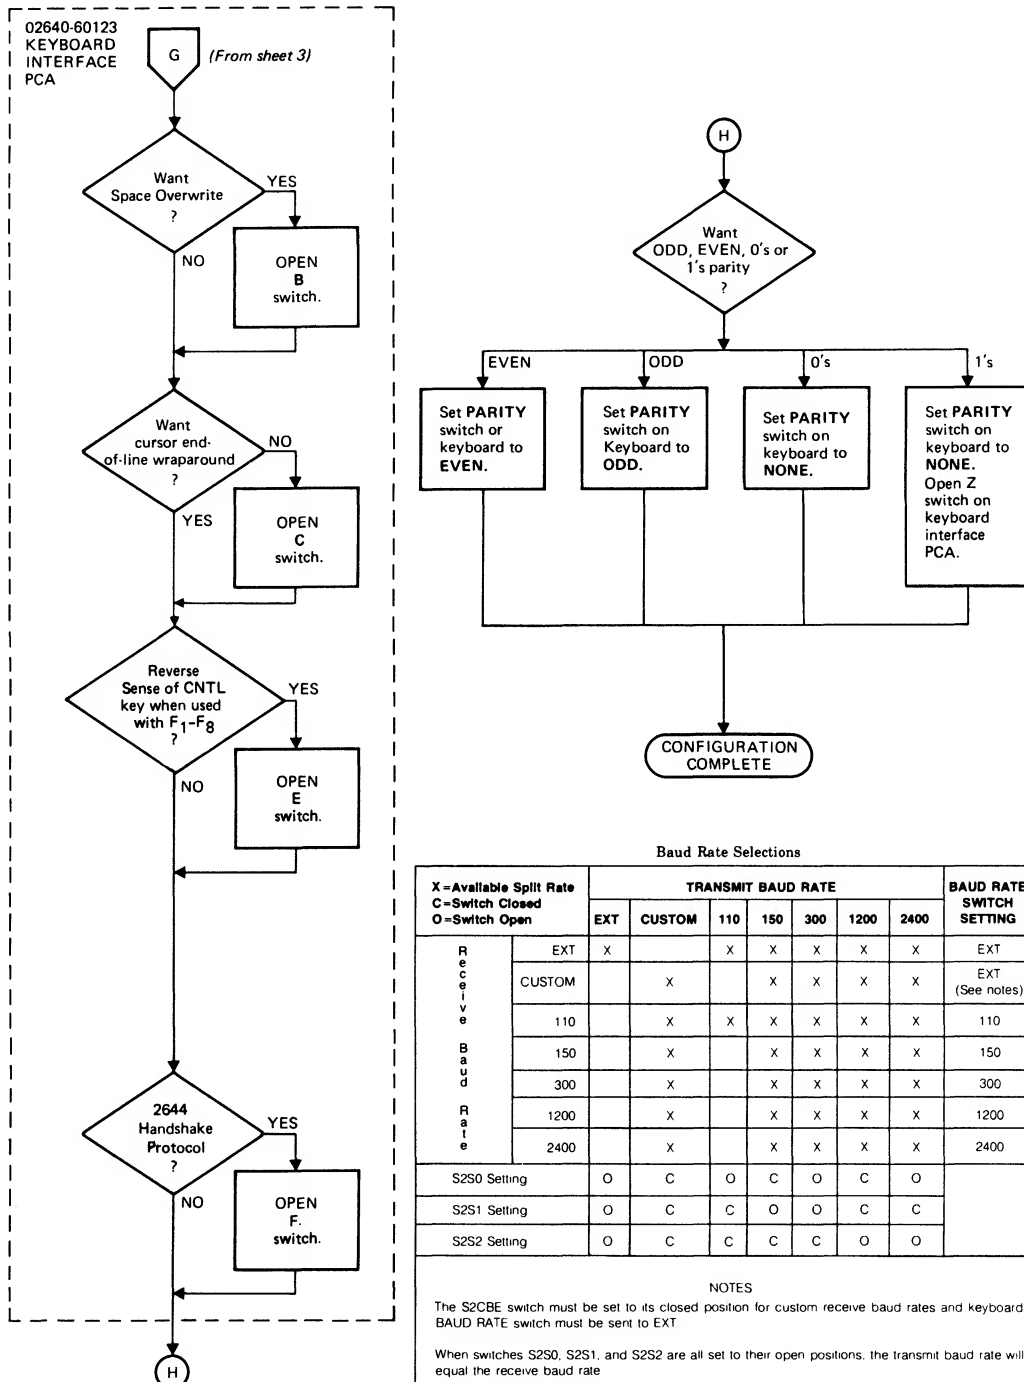 02640-60123
KEYBOARD
INTERFACE
PCA
G
(From sheet 3)
Want
Space Overwrite
?
YES
NO
OPEN
B
switch.
Want
cursor end-
of-line wraparound
?
NO
YES
OPEN
C
switch.
Reverse
Sense of CNTL
key when used
with F1-F8
?
YES
NO
OPEN
E
switch.
2644
Handshake
Protocol
?
YES
NO
OPEN
F.
switch.
H
H
Want
ODD, EVEN, 0's or
1's parity
?
EVEN
ODD
0's
1's
Set PARITY
switch or
keyboard to
EVEN.
Set PARITY
switch on
Keyboard to
ODD.
Set PARITY
switch on
keyboard to
NONE.
Set PARITY
switch on
keyboard to
NONE.
Open Z
switch on
keyboard
interface
PCA.
CONFIGURATION
COMPLETE
Baud Rate Selections
X=Available Split Rate
C=Switch Closed
O=Switch Open
TRANSMIT BAUD RATE
BAUD RATE
SWITCH
SETTING
EXT CUSTOM 110 150 300 1200 2400
Receive Baud Rate
EXT X X X X X X EXT
CUSTOM X X X X X EXT
(See notes)
110 X X X X X X 110
150 X X X X X 150
300 X X X X X 300
1200 X X X X X 1200
2400 X X X X X 2400
S2S0 Setting O C O C O C O
S2S1 Setting O C C O O C C
S2S2 Setting O C C C C O O
NOTES
The S2CBE switch must be set to its closed position for custom receive baud rates and keyboard
BAUD RATE switch must be sent to EXT
When switches S2S0, S2S1, and S2S2 are all set to their open positions, the transmit baud rate will
equal the receive baud rate